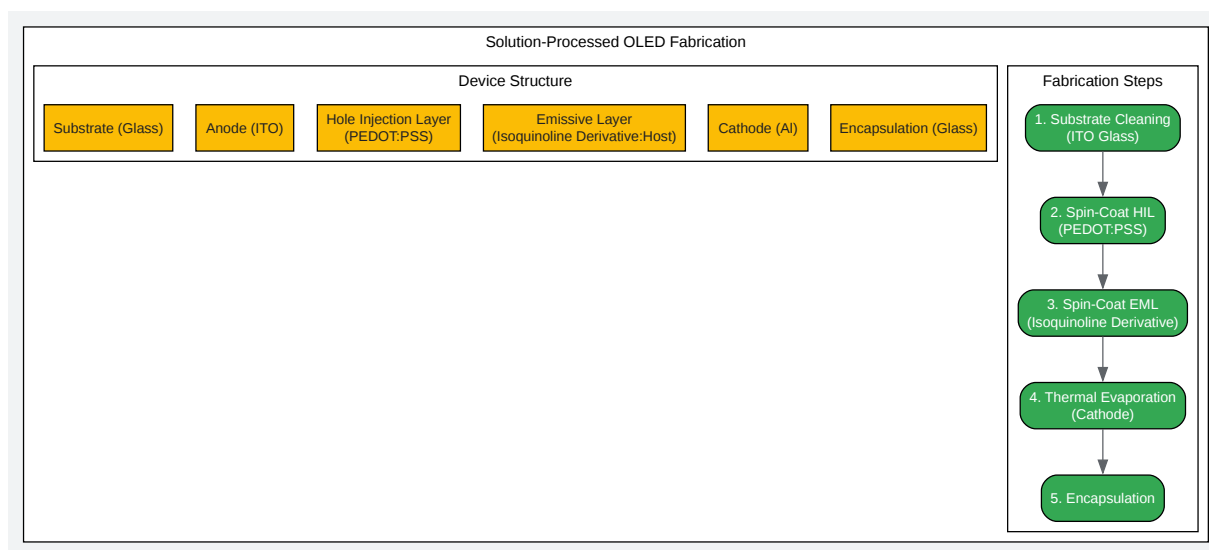 Solution-Processed OLED Fabrication
Device Structure
Substrate (Glass)
Anode (ITO)
Hole Injection Layer
(PEDOT:PSS)
Emissive Layer
(Isoquinoline Derivative:Host)
Cathode (Al)
Encapsulation (Glass)
Fabrication Steps
1. Substrate Cleaning
(ITO Glass)
2. Spin-Coat HIL
(PEDOT:PSS)
3. Spin-Coat EML
(Isoquinoline Derivative)
4. Thermal Evaporation
(Cathode)
5. Encapsulation